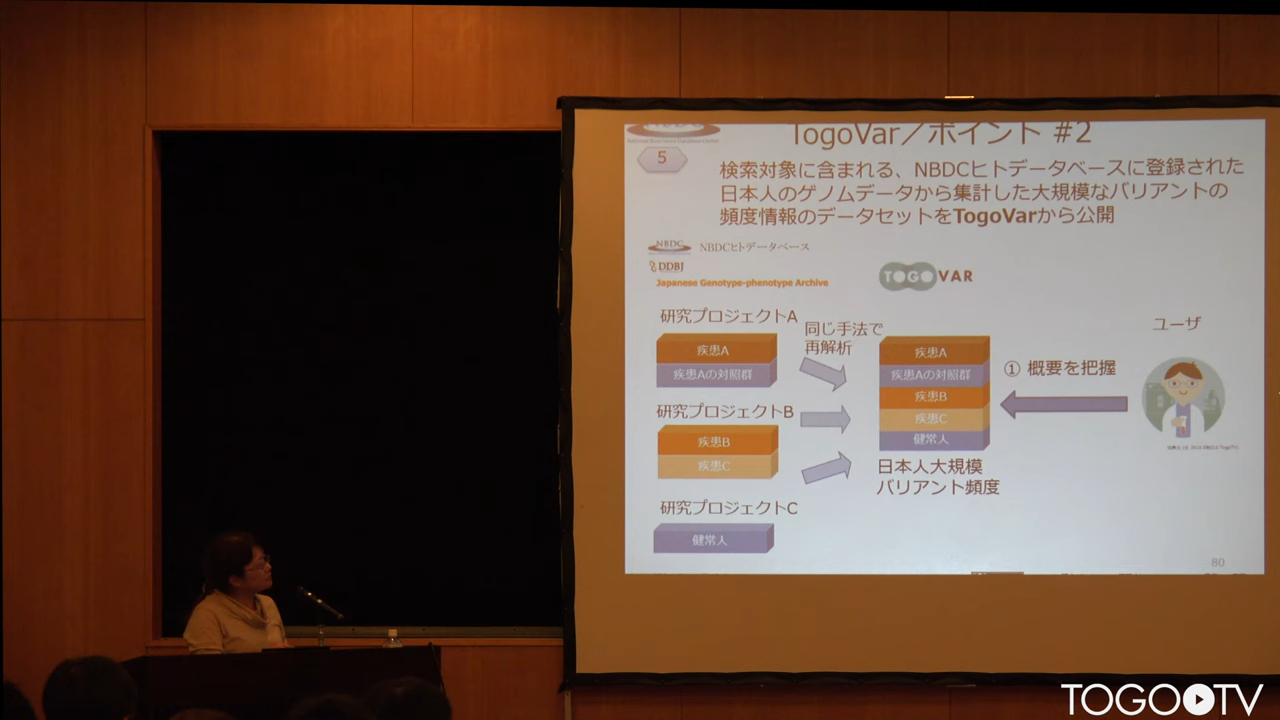 TogoVar／ポイント #2
5
検索対象に含まれる、NBDCヒトデータベースに登録された
日本人のゲノムデータから集計した大規模なバリアントの
頻度情報のデータセットをTogoVarから公開
NBDC NBDCヒトデータベース
DDBJ
Japanese Genotype-phenotype Archive
TOGO VAR
研究プロジェクトA
疾患A
疾患Aの対照群
同じ手法で
再解析
研究プロジェクトB
疾患B
疾患C
研究プロジェクトC
健常人
疾患A
疾患Aの対照群
疾患B
疾患C
健常人
日本人大規模
バリアント頻度
① 概要を把握
ユーザ
80
TOGO TV